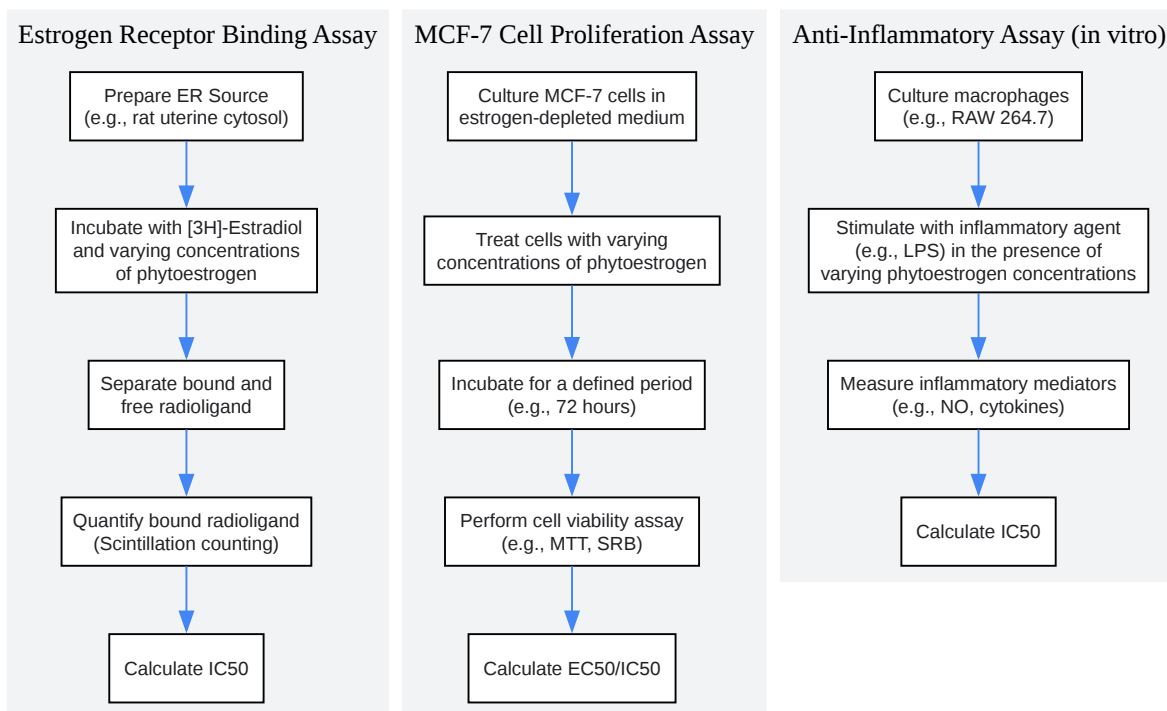 Estrogen Receptor Binding Assay
Prepare ER Source
(e.g., rat uterine cytosol)
Incubate with [3H]-Estradiol
and varying concentrations
of phytoestrogen
Separate bound and
free radioligand
Quantify bound radioligand
(Scintillation counting)
Calculate IC50
MCF-7 Cell Proliferation Assay
Culture MCF-7 cells in
estrogen-depleted medium
Treat cells with varying
concentrations of phytoestrogen
Incubate for a defined period
(e.g., 72 hours)
Perform cell viability assay
(e.g., MTT, SRB)
Calculate EC50/IC50
Anti-Inflammatory Assay (in vitro)
Culture macrophages
(e.g., RAW 264.7)
Stimulate with inflammatory agent
(e.g., LPS) in the presence of
varying phytoestrogen concentrations
Measure inflammatory mediators
(e.g., NO, cytokines)
Calculate IC50